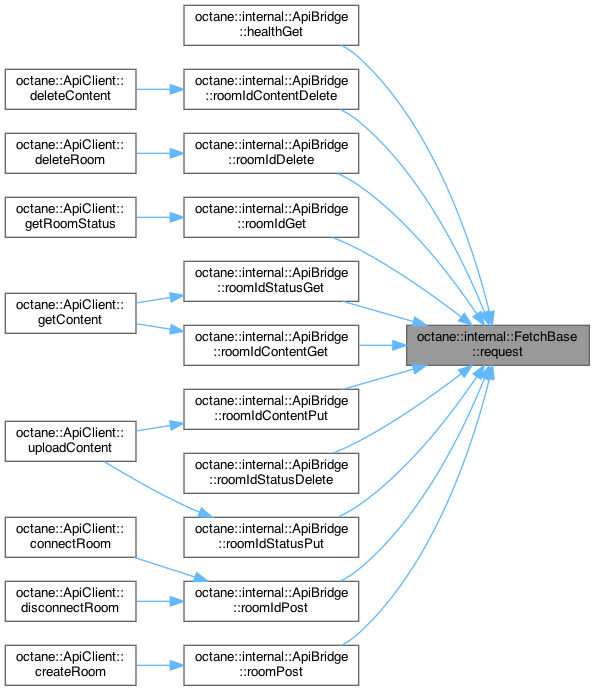 octane::internal::ApiBridge
::healthGet
octane::ApiClient::
deleteContent
octane::internal::ApiBridge
::roomIdContentDelete
octane::ApiClient::
deleteRoom
octane::internal::ApiBridge
::roomIdDelete
octane::ApiClient::
getRoomStatus
octane::internal::ApiBridge
::roomIdGet
octane::ApiClient::
getContent
octane::internal::ApiBridge
::roomIdStatusGet
octane::internal::ApiBridge
::roomIdContentGet
octane::internal::FetchBase
::request
octane::ApiClient::
uploadContent
octane::internal::ApiBridge
::roomIdContentPut
octane::internal::ApiBridge
::roomIdStatusDelete
octane::ApiClient::
connectRoom
octane::internal::ApiBridge
::roomIdStatusPut
octane::ApiClient::
disconnectRoom
octane::internal::ApiBridge
::roomIdPost
octane::ApiClient::
createRoom
octane::internal::ApiBridge
::roomPost